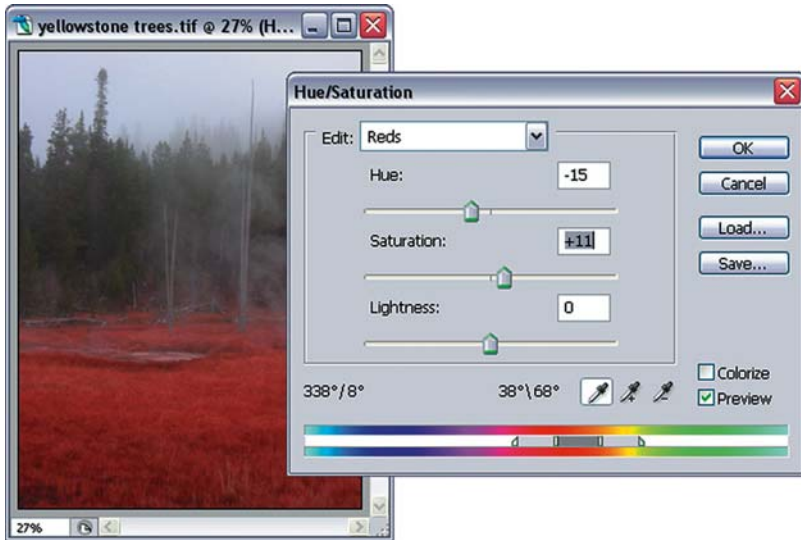 yellowstone trees.tif @ 27% (H...
Hue/Saturation
Edit: Reds
Hue: -15
Saturation: +11
Lightness: 0
OK
Cancel
Load...
Save...
338°/8°
38°\68°
Colorize
Preview
27%